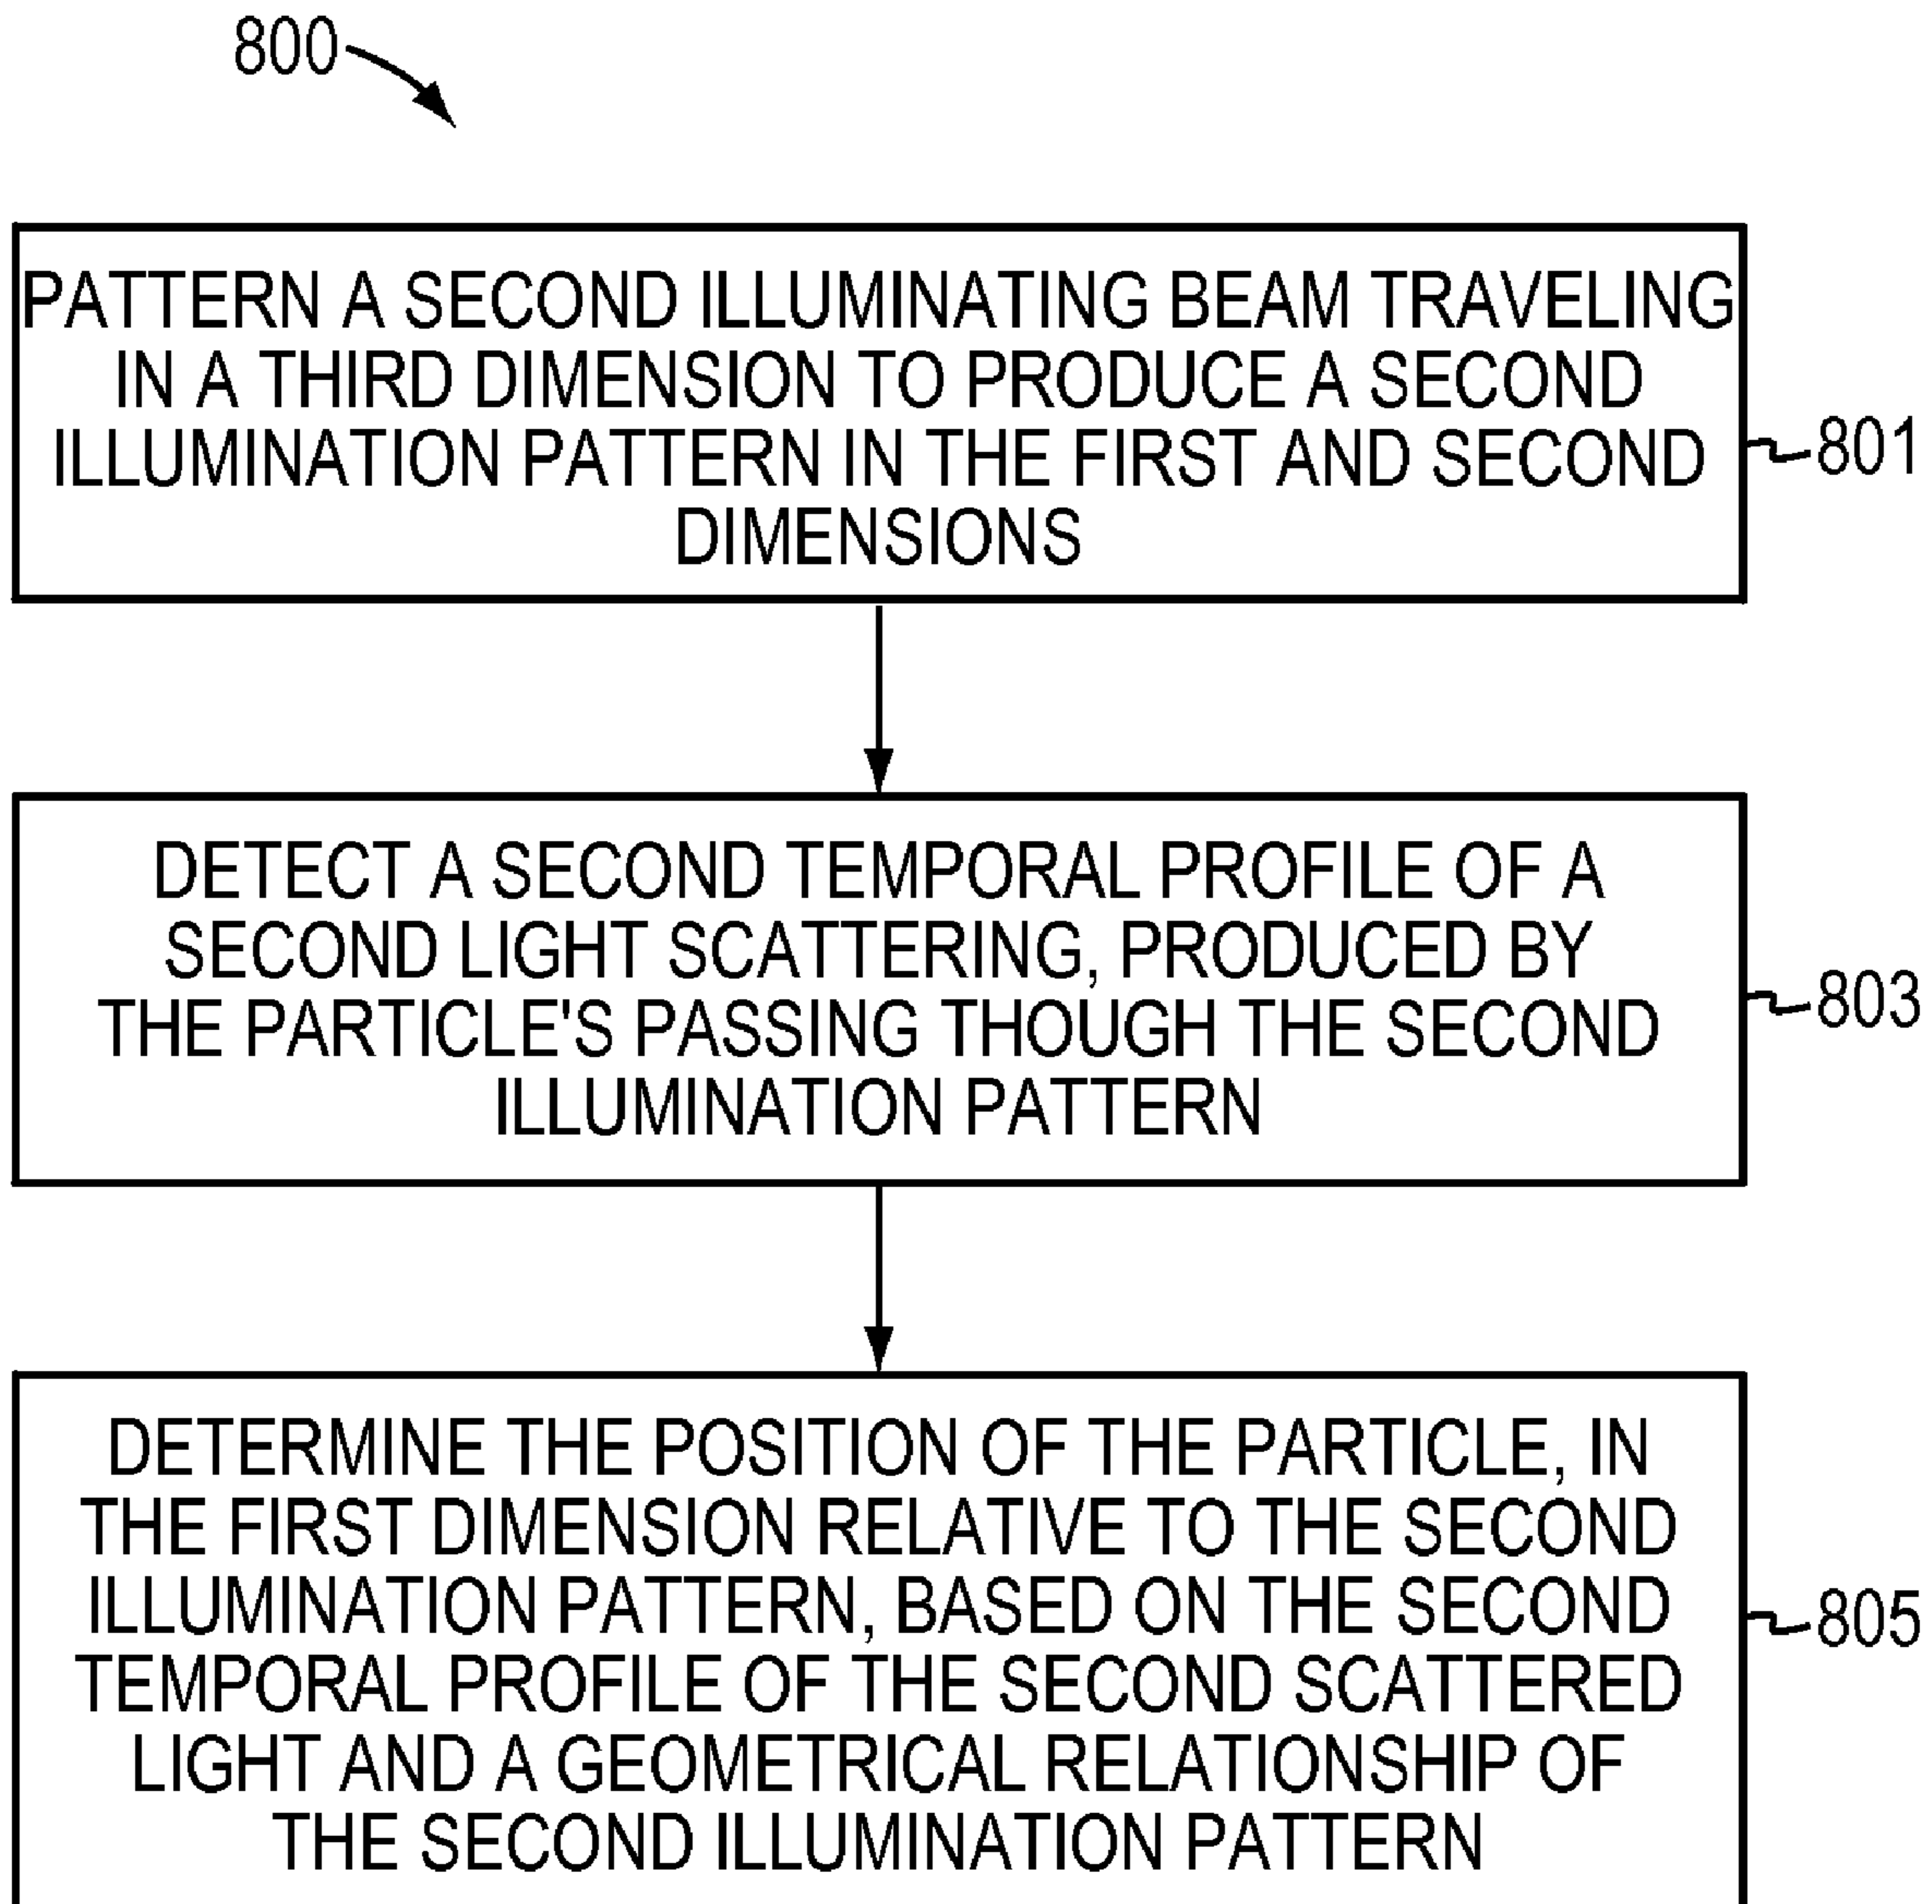 800
PATTERN A SECOND ILLUMINATING BEAM TRAVELING
IN A THIRD DIMENSION TO PRODUCE A SECOND
ILLUMINATION PATTERN IN THE FIRST AND SECOND
DIMENSIONS
801
DETECT A SECOND TEMPORAL PROFILE OF A
SECOND LIGHT SCATTERING, PRODUCED BY
THE PARTICLE'S PASSING THOUGH THE SECOND
ILLUMINATION PATTERN
803
DETERMINE THE POSITION OF THE PARTICLE, IN
THE FIRST DIMENSION RELATIVE TO THE SECOND
ILLUMINATION PATTERN, BASED ON THE SECOND
TEMPORAL PROFILE OF THE SECOND SCATTERED
LIGHT AND A GEOMETRICAL RELATIONSHIP OF
THE SECOND ILLUMINATION PATTERN
805